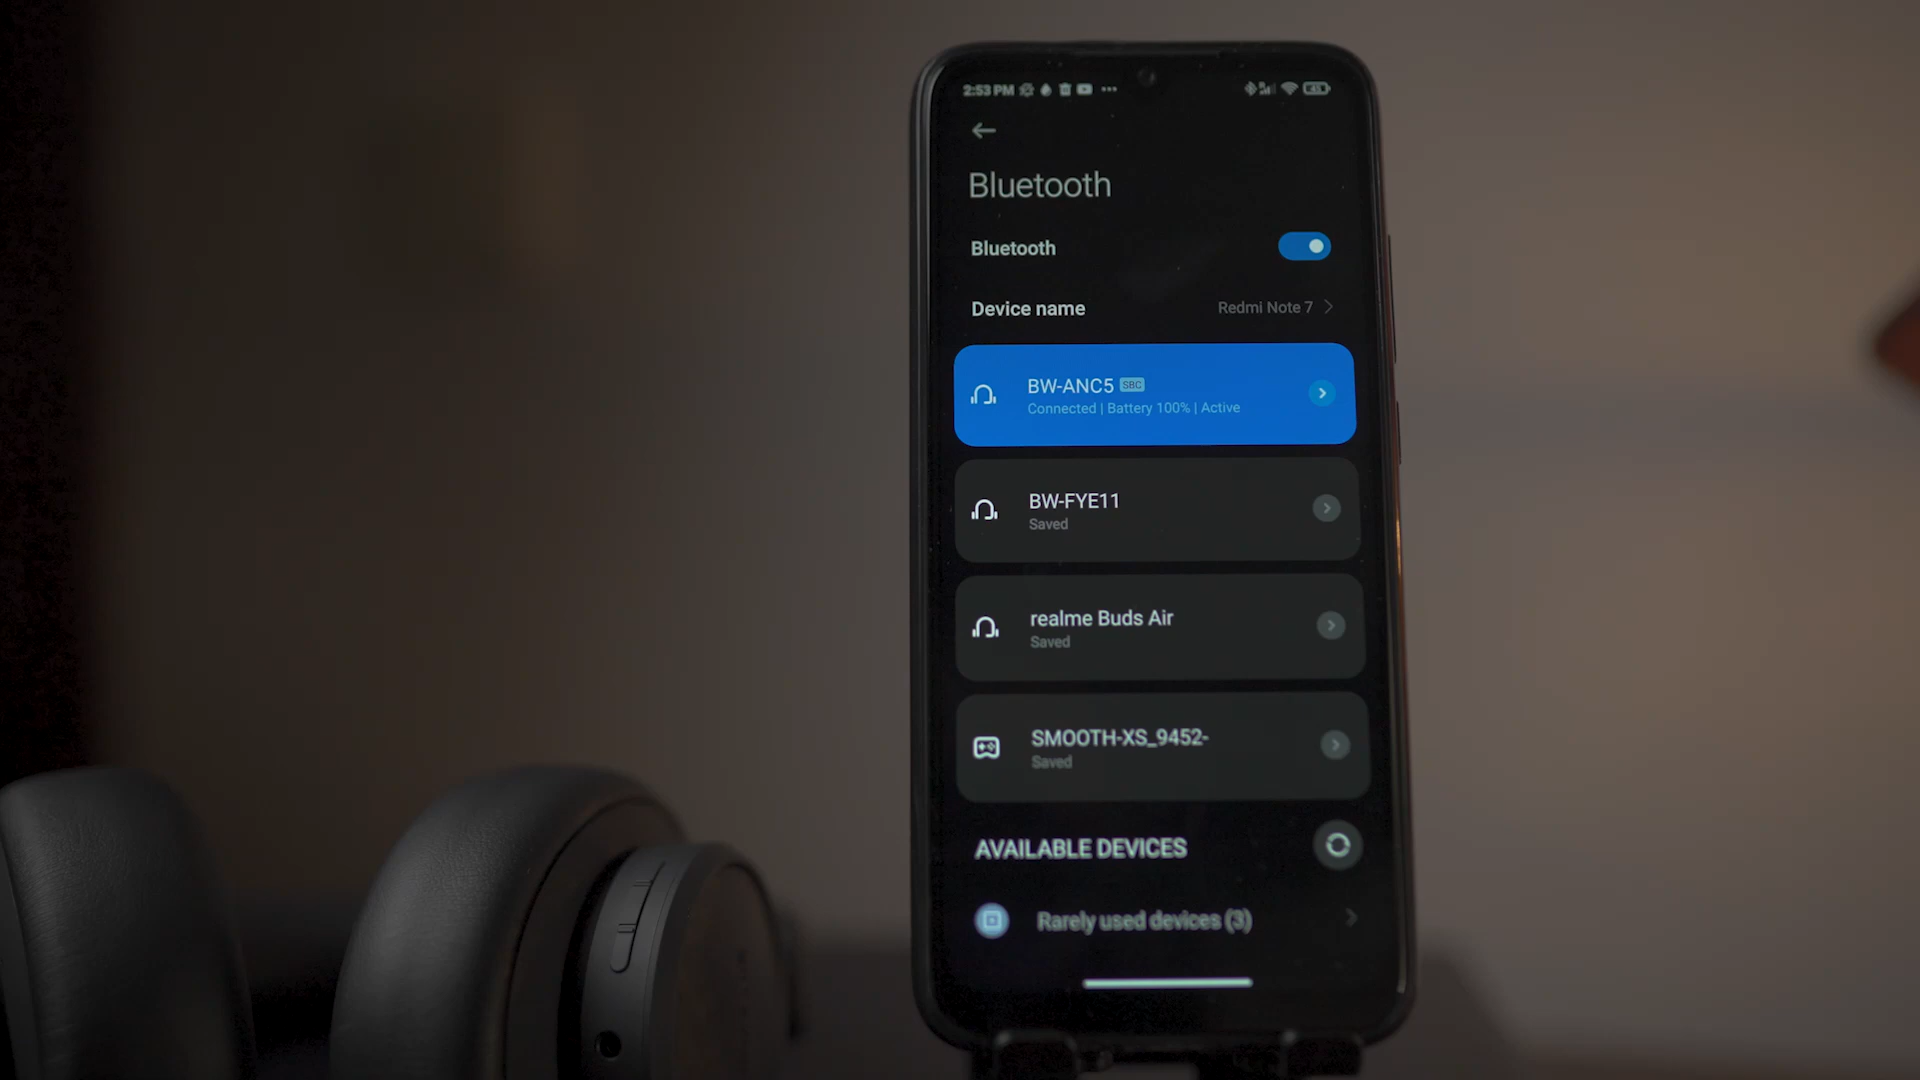 2:53 PM
Bluetooth
Bluetooth
Device name Redmi Note 7
BW-ANC5 SBC
Connected | Battery 100% | Active
BW-FYE11
Saved
realme Buds Air
Saved
SMOOTH-XS_9452-
Saved
AVAILABLE DEVICES
Rarely used devices (3)